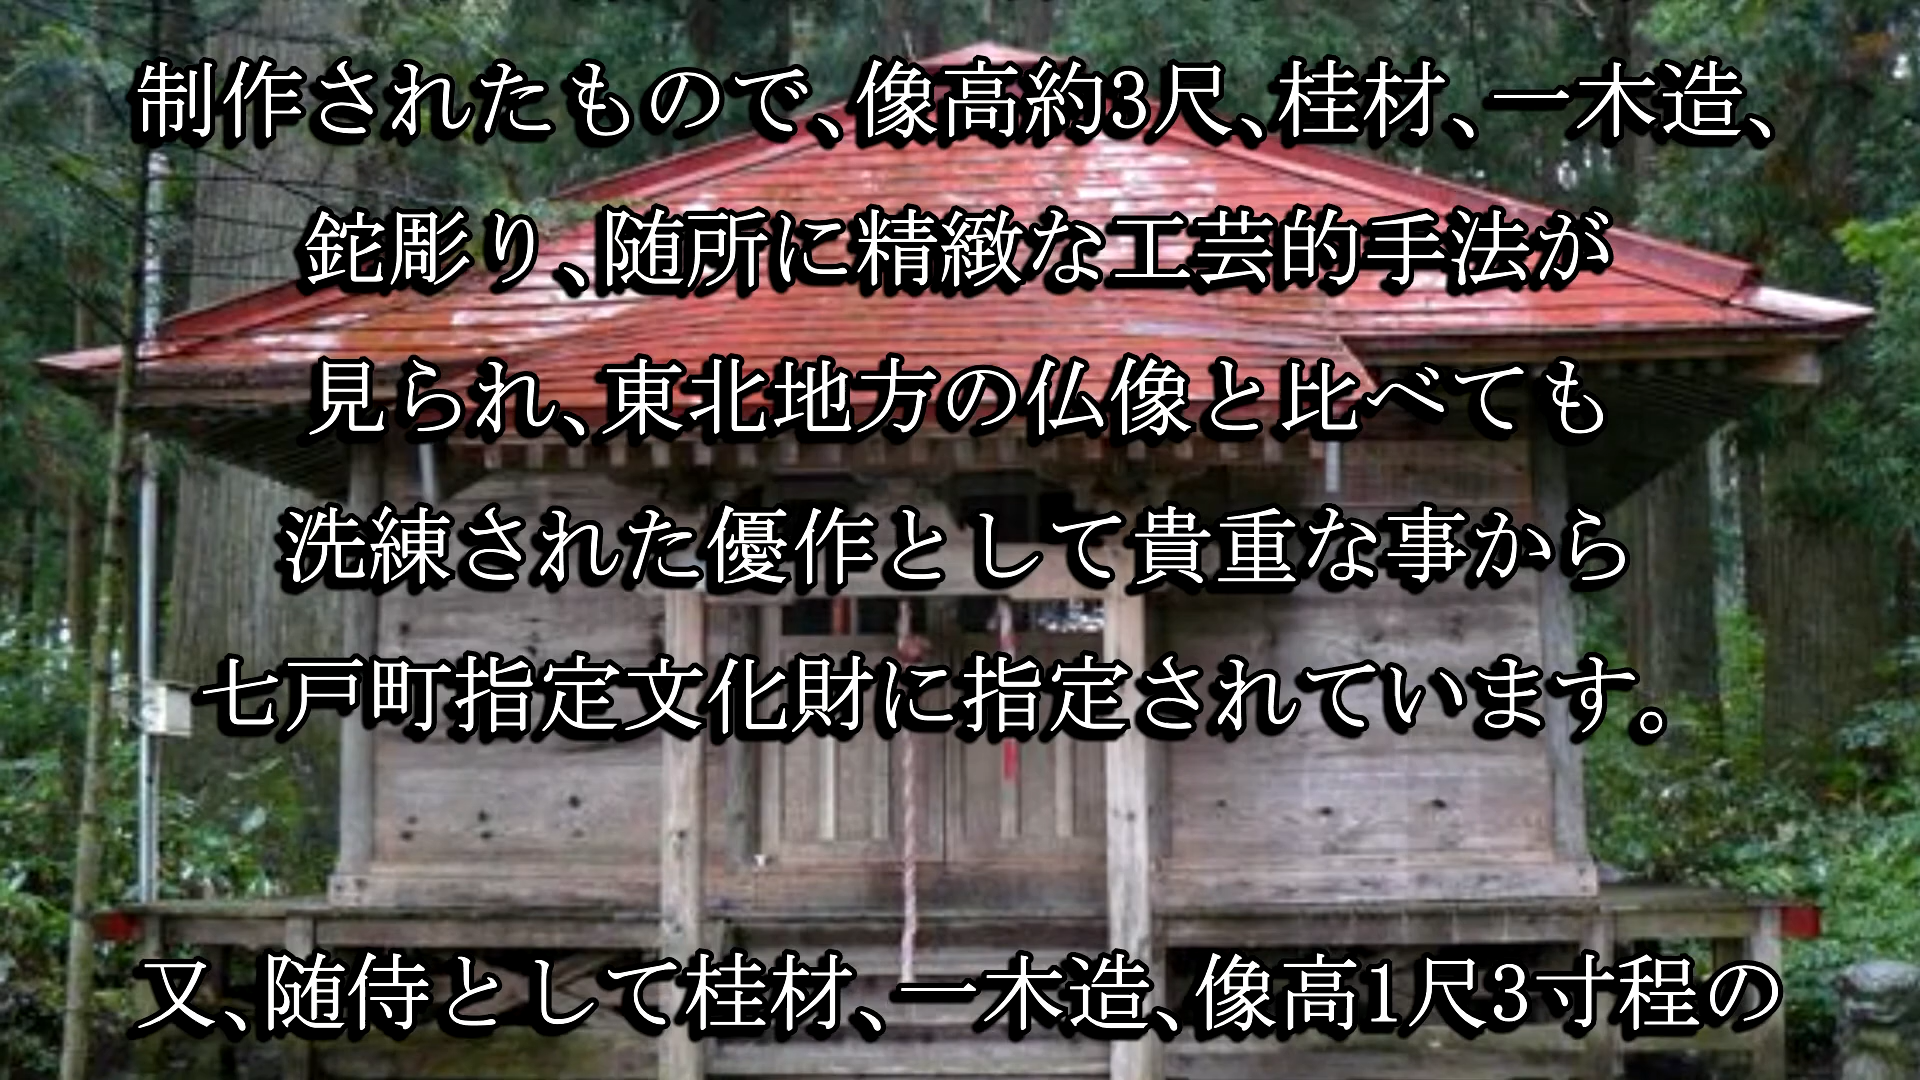 制作されたもので、像高約3尺、桂材、一木造、
鉈彫り、随所に精緻な工芸的手法が
見られ、東北地方の仏像と比べても
洗練された優作として貴重な事から
七戸町指定文化財に指定されています。
又、随侍として桂材、一木造、像高1尺3寸程の